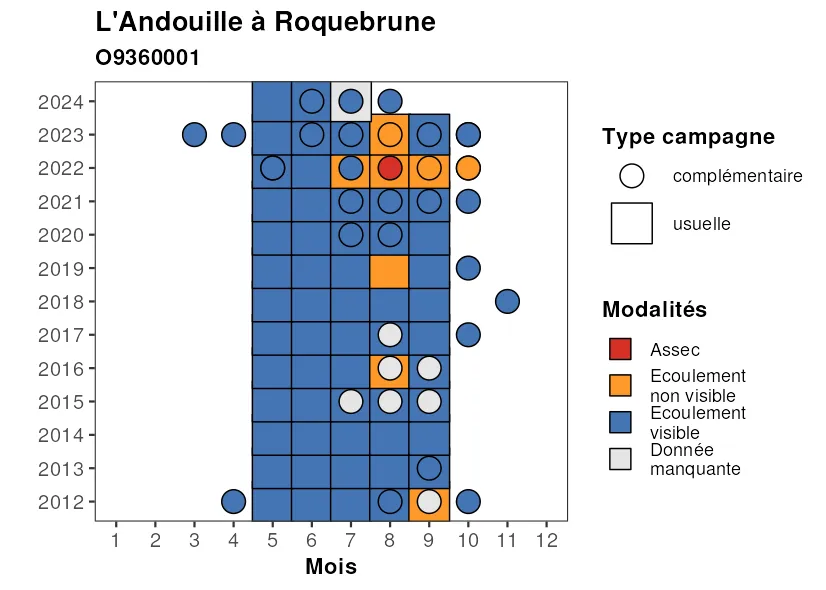 L'Andouille à Roquebrune
O9360001
2024
2023
2022
2021
2020
2019
2018
2017
2016
2015
2014
2013
2012
1 2 3 4 5 6 7 8 9 10 11 12
Mois
Type campagne
complémentaire
usuelle
Modalités
Assec
Ecoulement
non visible
Ecoulement
visible
Donnée
manquante